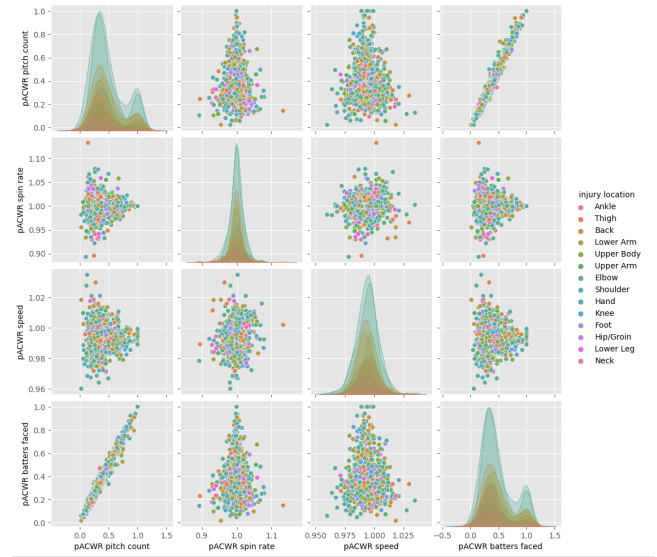 pACWR pitch count
1.0
0.8
0.6
0.4
0.2
0.0
pACWR spin rate
1.10
1.05
1.00
0.95
0.90
pACWR speed
1.02
1.00
0.98
0.96
pACWR batters faced
1.0
0.8
0.6
0.4
0.2
0.0
0.0 0.5 1.0 1.5
pACWR pitch count
0.9 1.0 1.1
pACWR spin rate
0.950 0.975 1.000 1.025
pACWR speed
−0.5 0.0 0.5 1.0 1.5
pACWR batters faced
injury location
Ankle
Thigh
Back
Lower Arm
Upper Body
Upper Arm
Elbow
Shoulder
Hand
Knee
Foot
Hip/Groin
Lower Leg
Neck